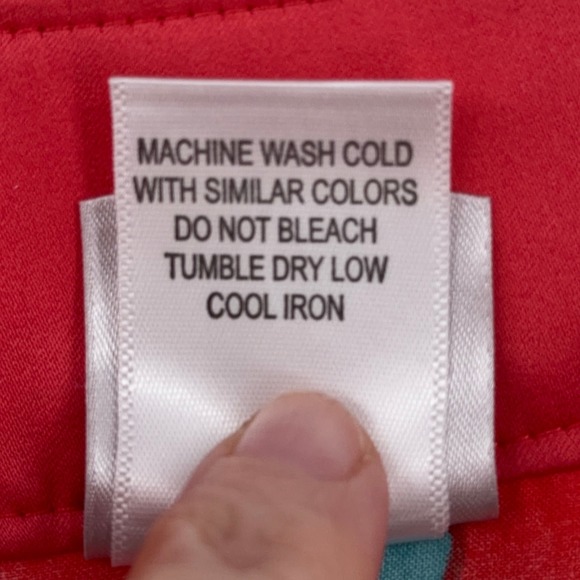 MACHINE WASH COLD
WITH SIMILAR COLORS
DO NOT BLEACH
TUMBLE DRY LOW
COOL IRON